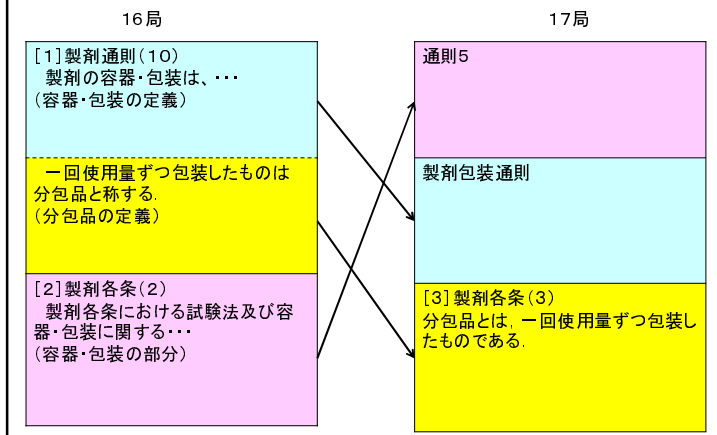 16局
[1]製剤通則(10)
製剤の容器・包装は、・・・
(容器・包装の定義)
一回使用量ずつ包装したものは
分包品と称する.
(分包品の定義)
[2]製剤各条(2)
製剤各条における試験法及び容
器・包装に関する・・・
(容器・包装の部分)
17局
通則5
製剤包装通則
[3]製剤各条(3)
分包品とは, 一回使用量ずつ包装し
たものである.